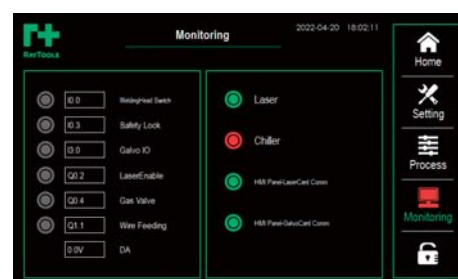 RAYTOOLS
Monitoring
2022-04-20 18:02:11
Home
Setting
Process
Monitoring
I0.0 WeldingHead Switch
I0.3 Safety Lock
I3.0 Galvo IO
Q0.2 LaserEnable
Q0.4 Gas Valve
Q1.1 Wire Feeding
0.0V DA
Laser
Chiller
HMI Panel-LaserCard Comm
HMI Panel-GalvoCard Comm